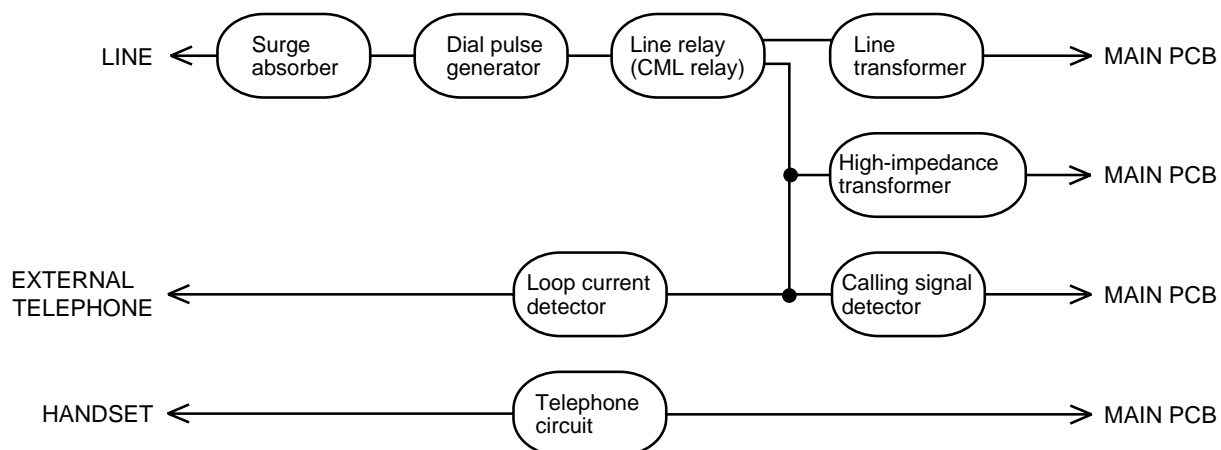 LINE
Surge
absorber
Dial pulse
generator
Line relay
(CML relay)
Line
transformer
MAIN PCB
High-impedance
transformer
MAIN PCB
EXTERNAL
TELEPHONE
Loop current
detector
Calling signal
detector
MAIN PCB
HANDSET
Telephone
circuit
MAIN PCB